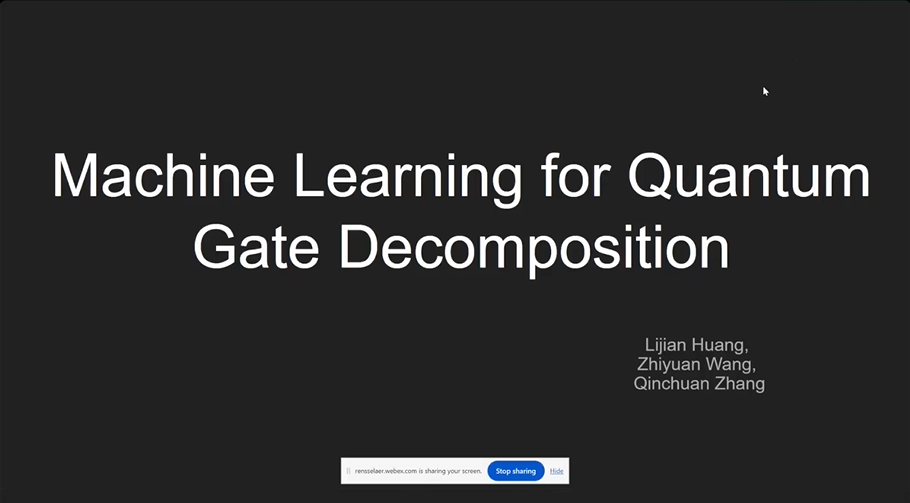 Machine Learning for Quantum
Gate Decomposition
Lijian Huang,
Zhiyuan Wang,
Qinchuan Zhang
rensselaer.webex.com is sharing your screen. Stop sharing Hide